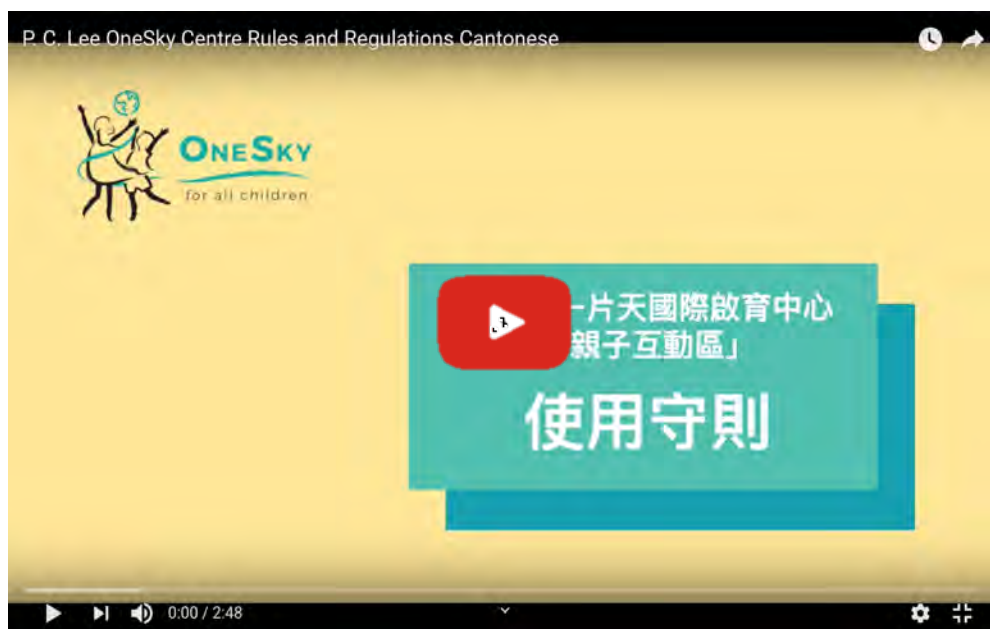 P. C. Lee OneSky Centre Rules and Regulations Cantonese
ONESKY
for all children
一片天國際啟育中心
親子互動區」
使用守則
0:00 / 2:48